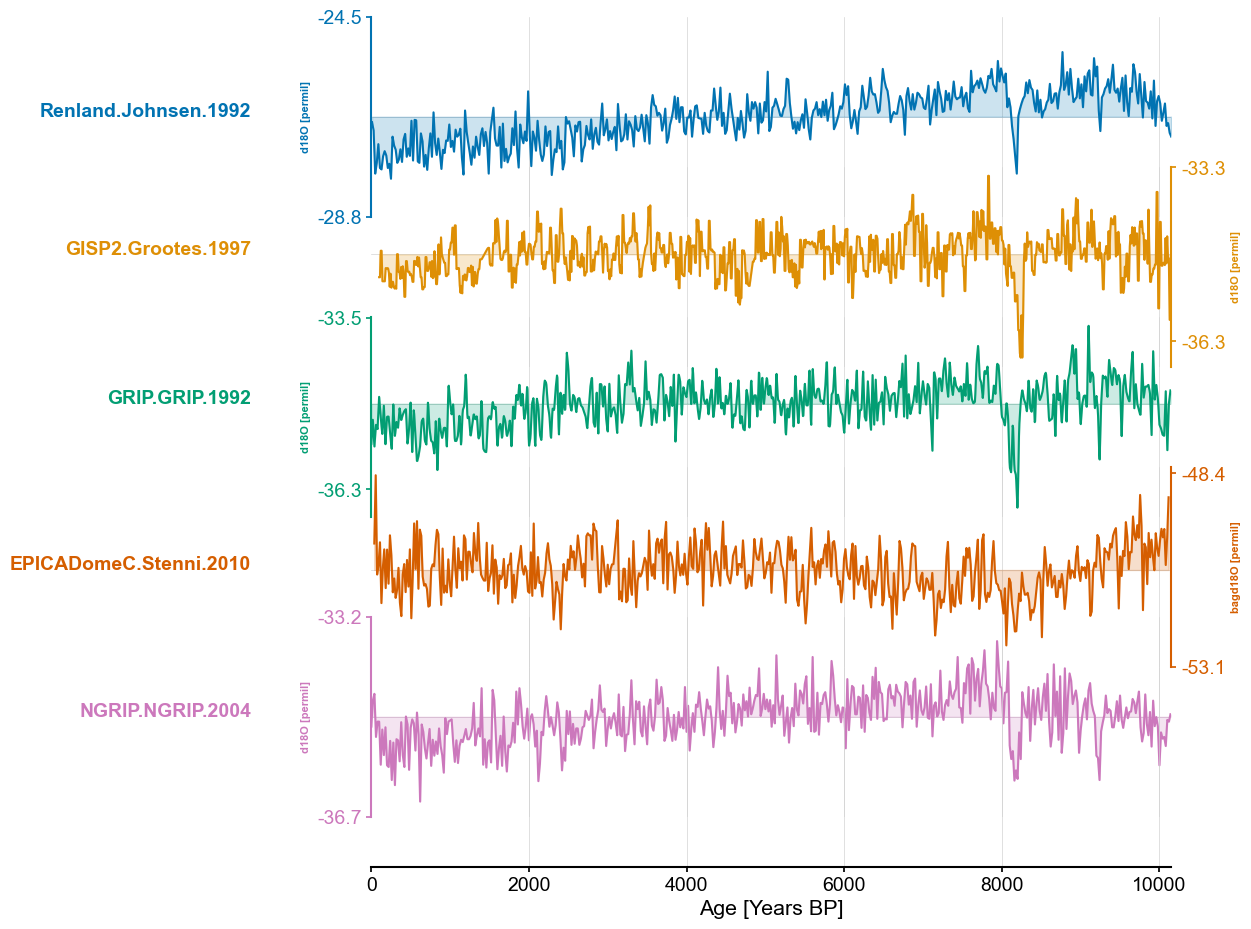 -24.5
Renland.Johnsen.1992
d18O [permil]
-28.8
-33.3
GISP2.Grootes.1997
d18O [permil]
-36.3
-33.5
GRIP.GRIP.1992
d18O [permil]
-36.3
-48.4
EPICADomeC.Stenni.2010
bagd18O [permil]
-53.1
-33.2
NGRIP.NGRIP.2004
d18O [permil]
-36.7
0 2000 4000 6000 8000 10000
Age [Years BP]